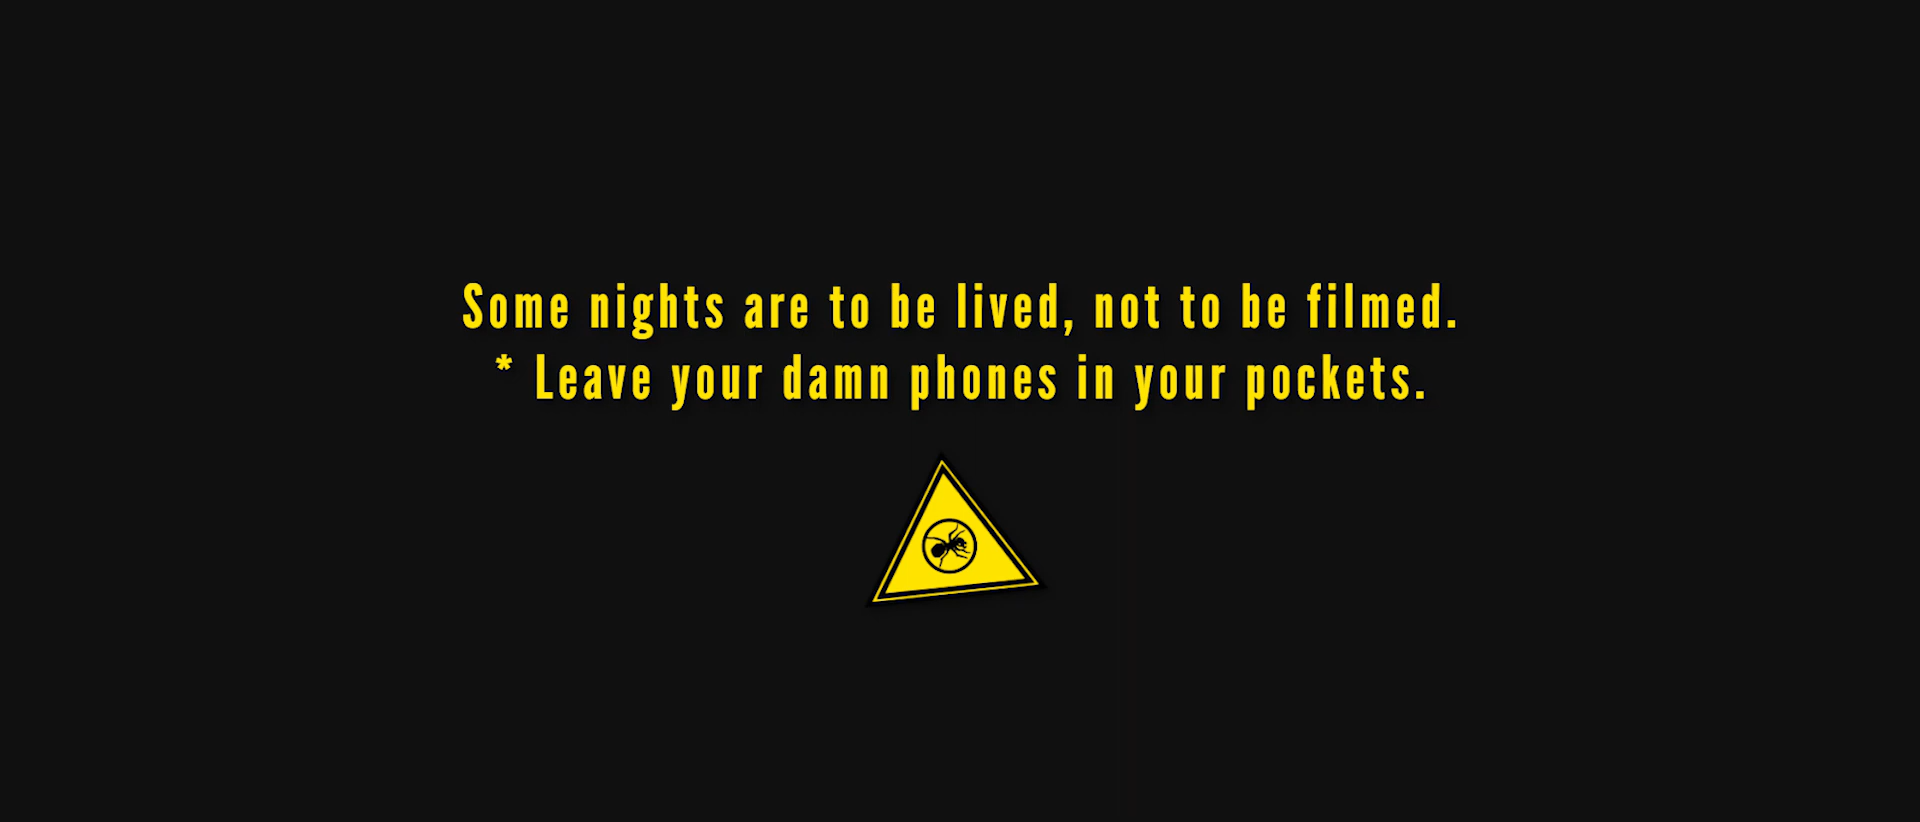 Some nights are to be lived, not to be filmed.
* Leave your damn phones in your pockets.